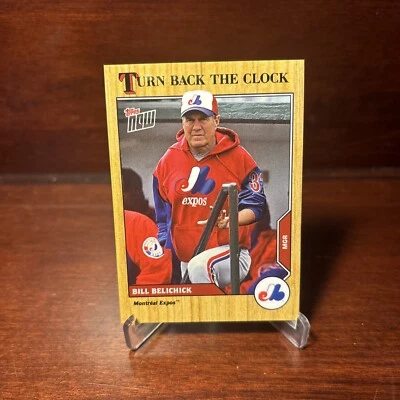 TURN BACK THE CLOCK
Topps
NOW
expos
MGR
BILL BELICHICK
Montréal Expos™